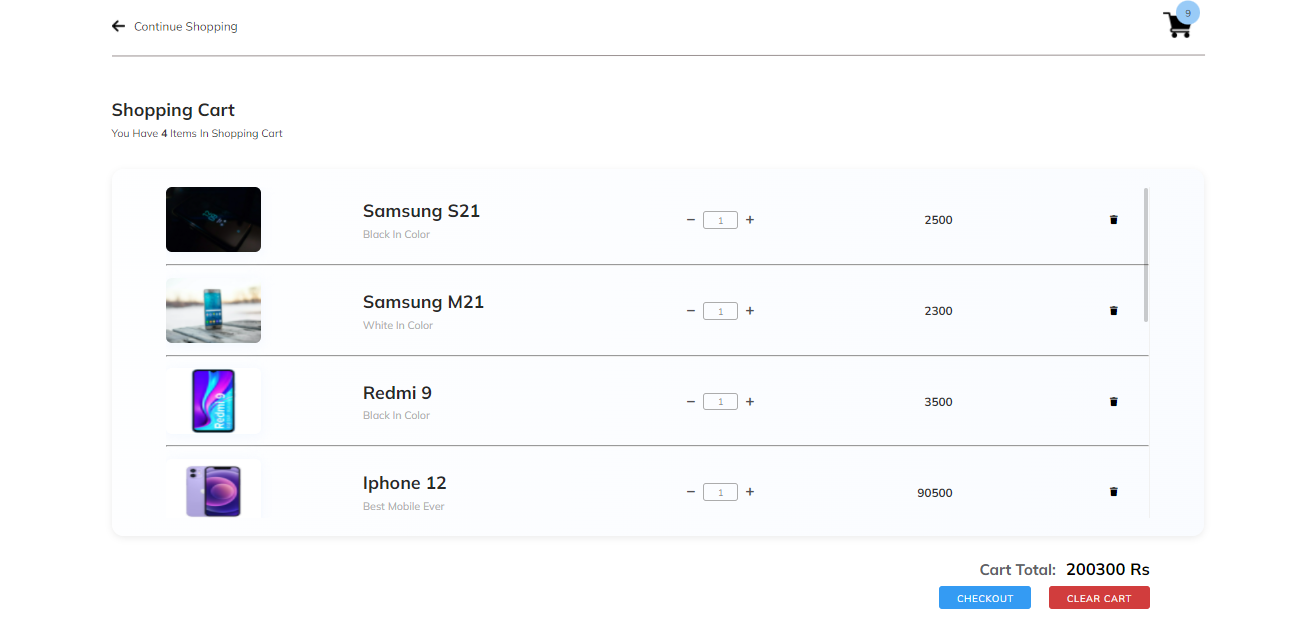 Continue Shopping
9
Shopping Cart
You Have 4 Items In Shopping Cart
Samsung S21
Black In Color
− 1 +
2500
Samsung M21
White In Color
− 1 +
2300
Redmi 9
Redmi 9
Black In Color
− 1 +
3500
Iphone 12
Best Mobile Ever
− 1 +
90500
Cart Total: 200300 Rs
CHECKOUT
CLEAR CART